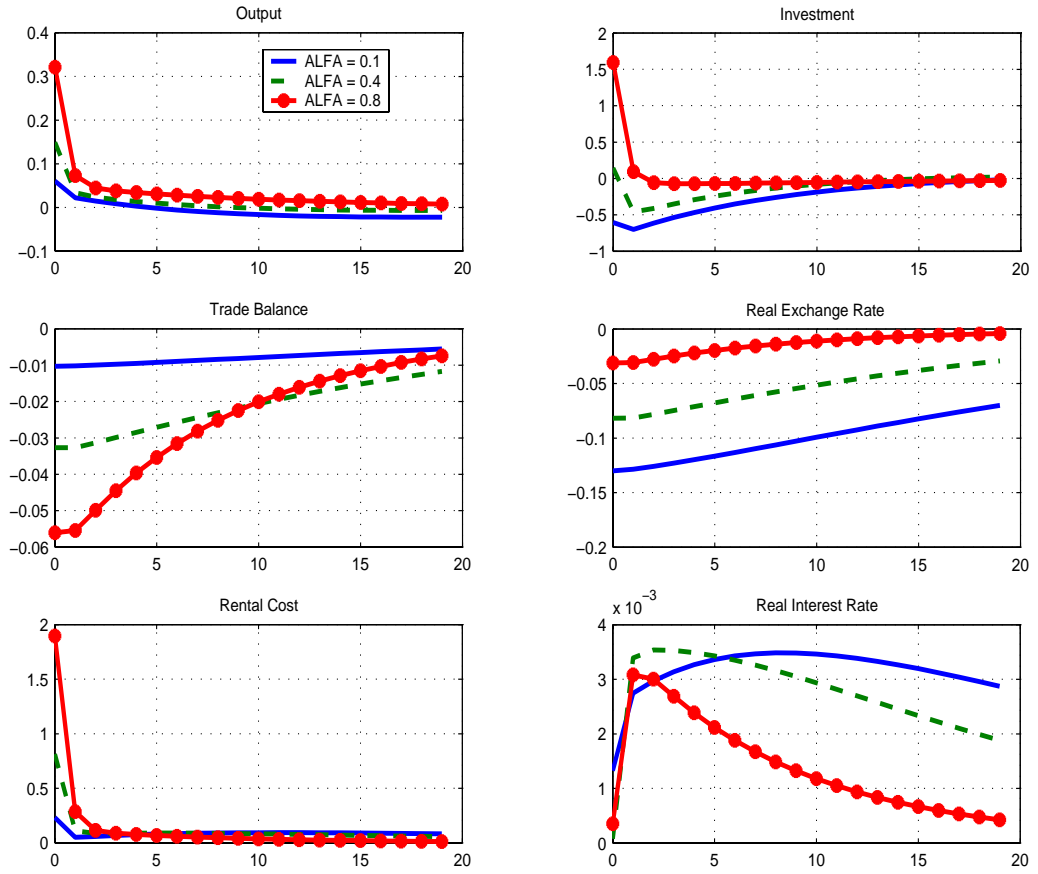 Output
0.4
0.3
0.2
0.1
0
−0.1
0 5 10 15 20
ALFA = 0.1
ALFA = 0.4
ALFA = 0.8
Investment
2
1.5
1
0.5
0
−0.5
−1
0 5 10 15 20
Trade Balance
0
−0.01
−0.02
−0.03
−0.04
−0.05
−0.06
0 5 10 15 20
Real Exchange Rate
0
−0.05
−0.1
−0.15
−0.2
0 5 10 15 20
Rental Cost
2
1.5
1
0.5
0
0 5 10 15 20
Real Interest Rate
x 10−3
4
3
2
1
0
0 5 10 15 20